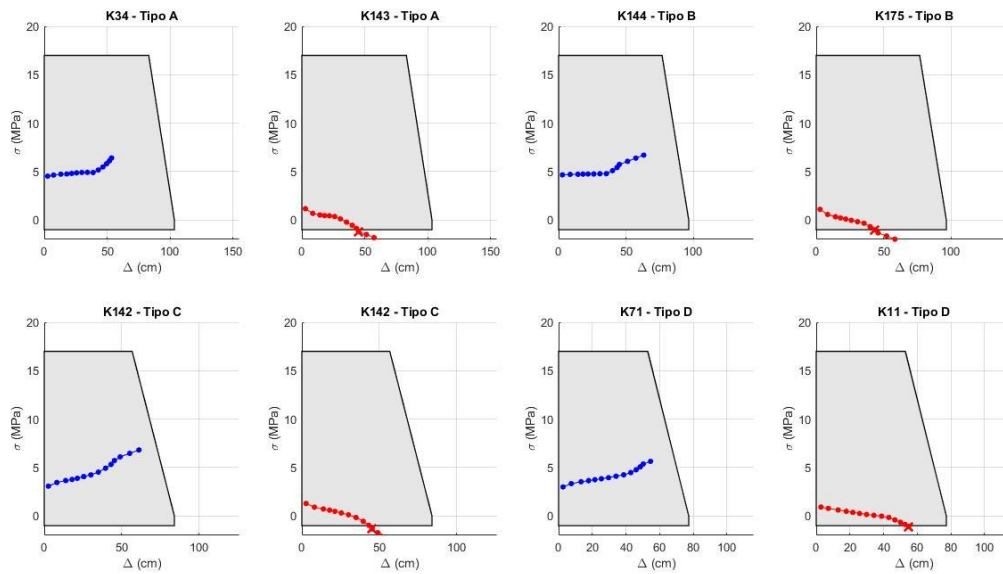 K34 - Tipo A
20
15
10
5
0
σ (MPa)
0 50 100 150
Δ (cm)
K143 - Tipo A
20
15
10
5
0
σ (MPa)
0 50 100 150
Δ (cm)
K144 - Tipo B
20
15
10
5
0
σ (MPa)
0 50 100
Δ (cm)
K175 - Tipo B
20
15
10
5
0
σ (MPa)
0 50 100
Δ (cm)
K142 - Tipo C
20
15
10
5
0
σ (MPa)
0 50 100
Δ (cm)
K142 - Tipo C
20
15
10
5
0
σ (MPa)
0 50 100
Δ (cm)
K71 - Tipo D
20
15
10
5
0
σ (MPa)
0 20 40 60 80 100
Δ (cm)
K11 - Tipo D
20
15
10
5
0
σ (MPa)
0 20 40 60 80 100
Δ (cm)